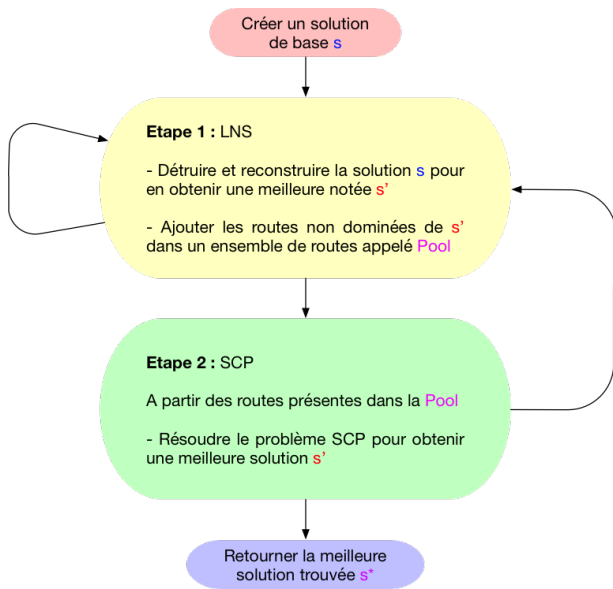 Créer un solution
de base s
Etape 1 : LNS
- Détruire et reconstruire la solution s pour
en obtenir une meilleure notée s’
- Ajouter les routes non dominées de s’
dans un ensemble de routes appelé Pool
Etape 2 : SCP
A partir des routes présentes dans la Pool
- Résoudre le problème SCP pour obtenir
une meilleure solution s’
Retourner la meilleure
solution trouvée s*